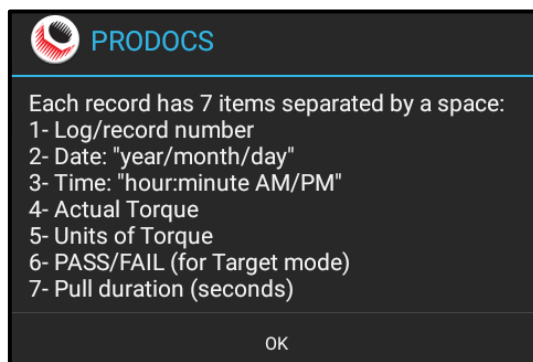 PRODOCS
Each record has 7 items separated by a space:
1- Log/record number
2- Date: "year/month/day"
3- Time: "hour:minute AM/PM"
4- Actual Torque
5- Units of Torque
6- PASS/FAIL (for Target mode)
7- Pull duration (seconds)
OK